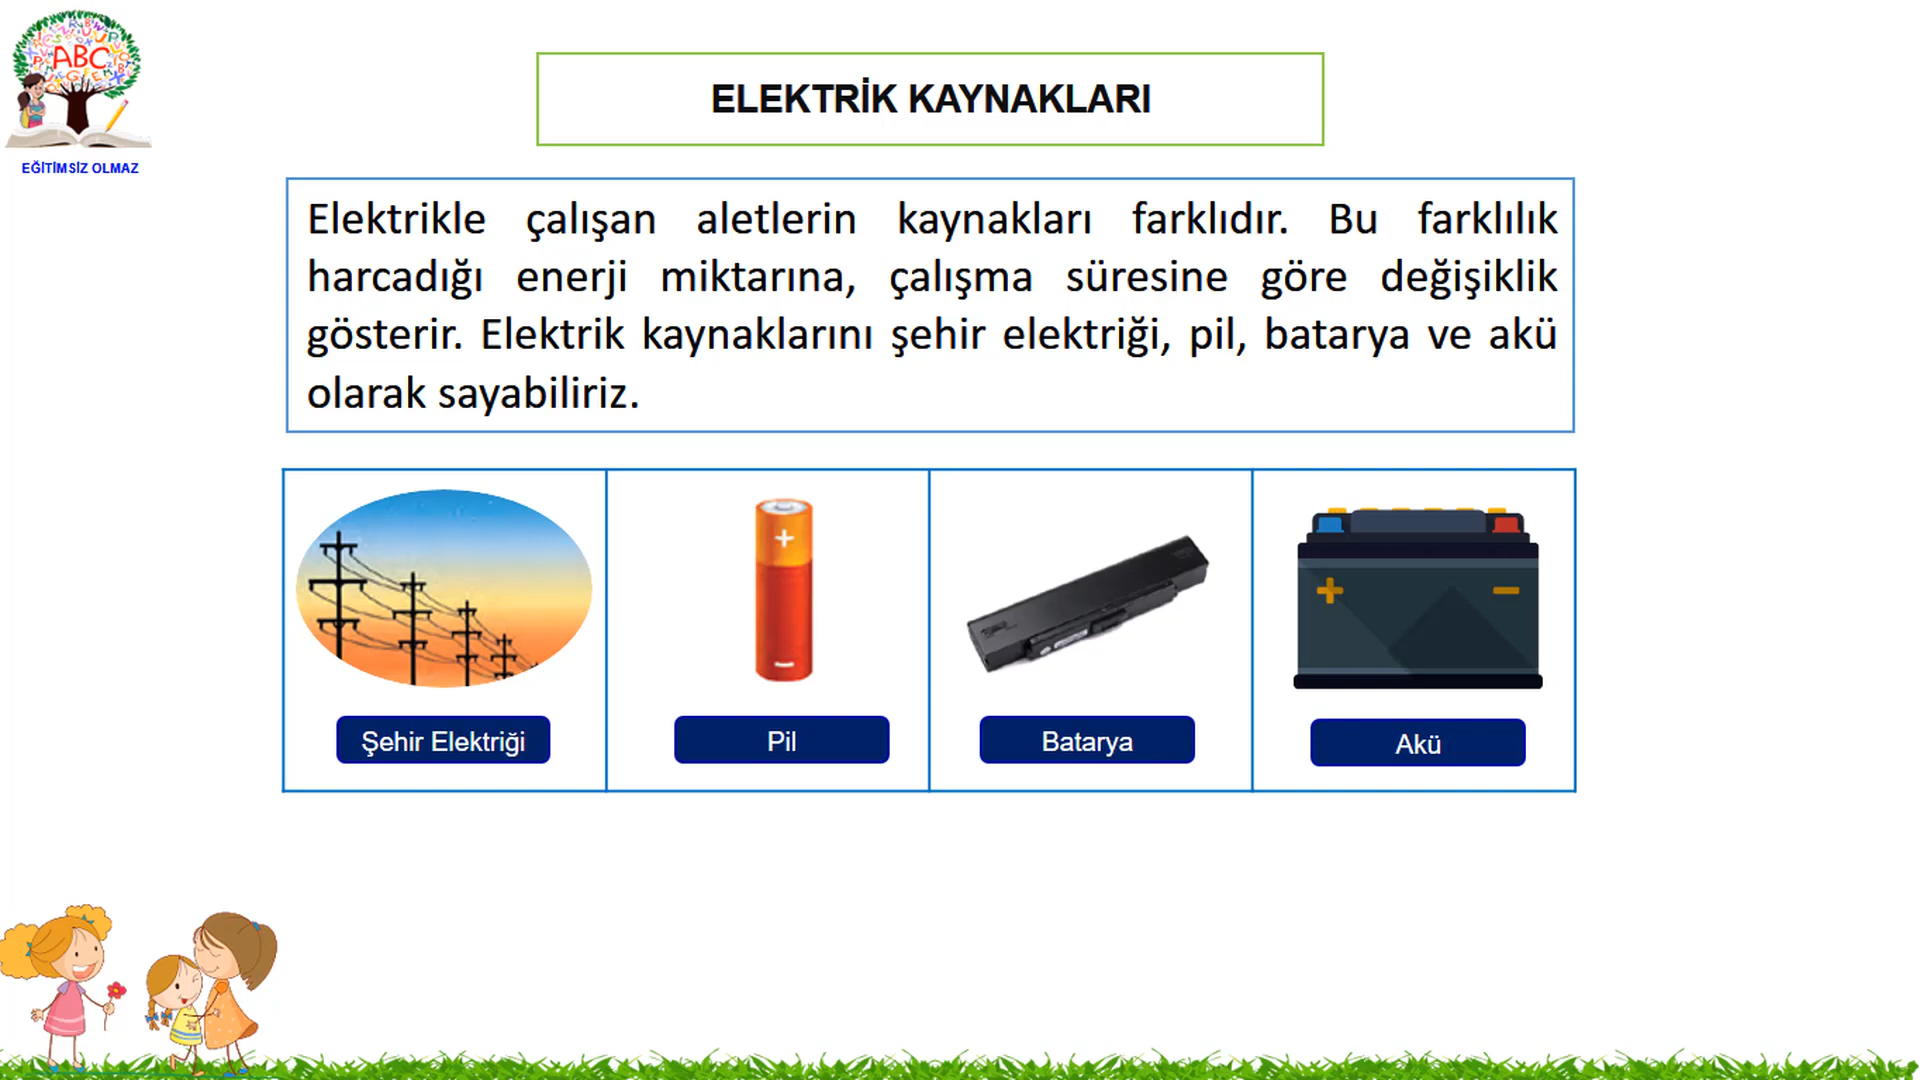 ABC
EĞİTİMSİZ OLMAZ
ELEKTRİK KAYNAKLARI
Elektrikle çalışan aletlerin kaynakları farklıdır. Bu farklılık
harcadığı enerji miktarına, çalışma süresine göre değişiklik
gösterir. Elektrik kaynaklarını şehir elektriği, pil, batarya ve akü
olarak sayabiliriz.
Şehir Elektriği
Pil
Batarya
Akü